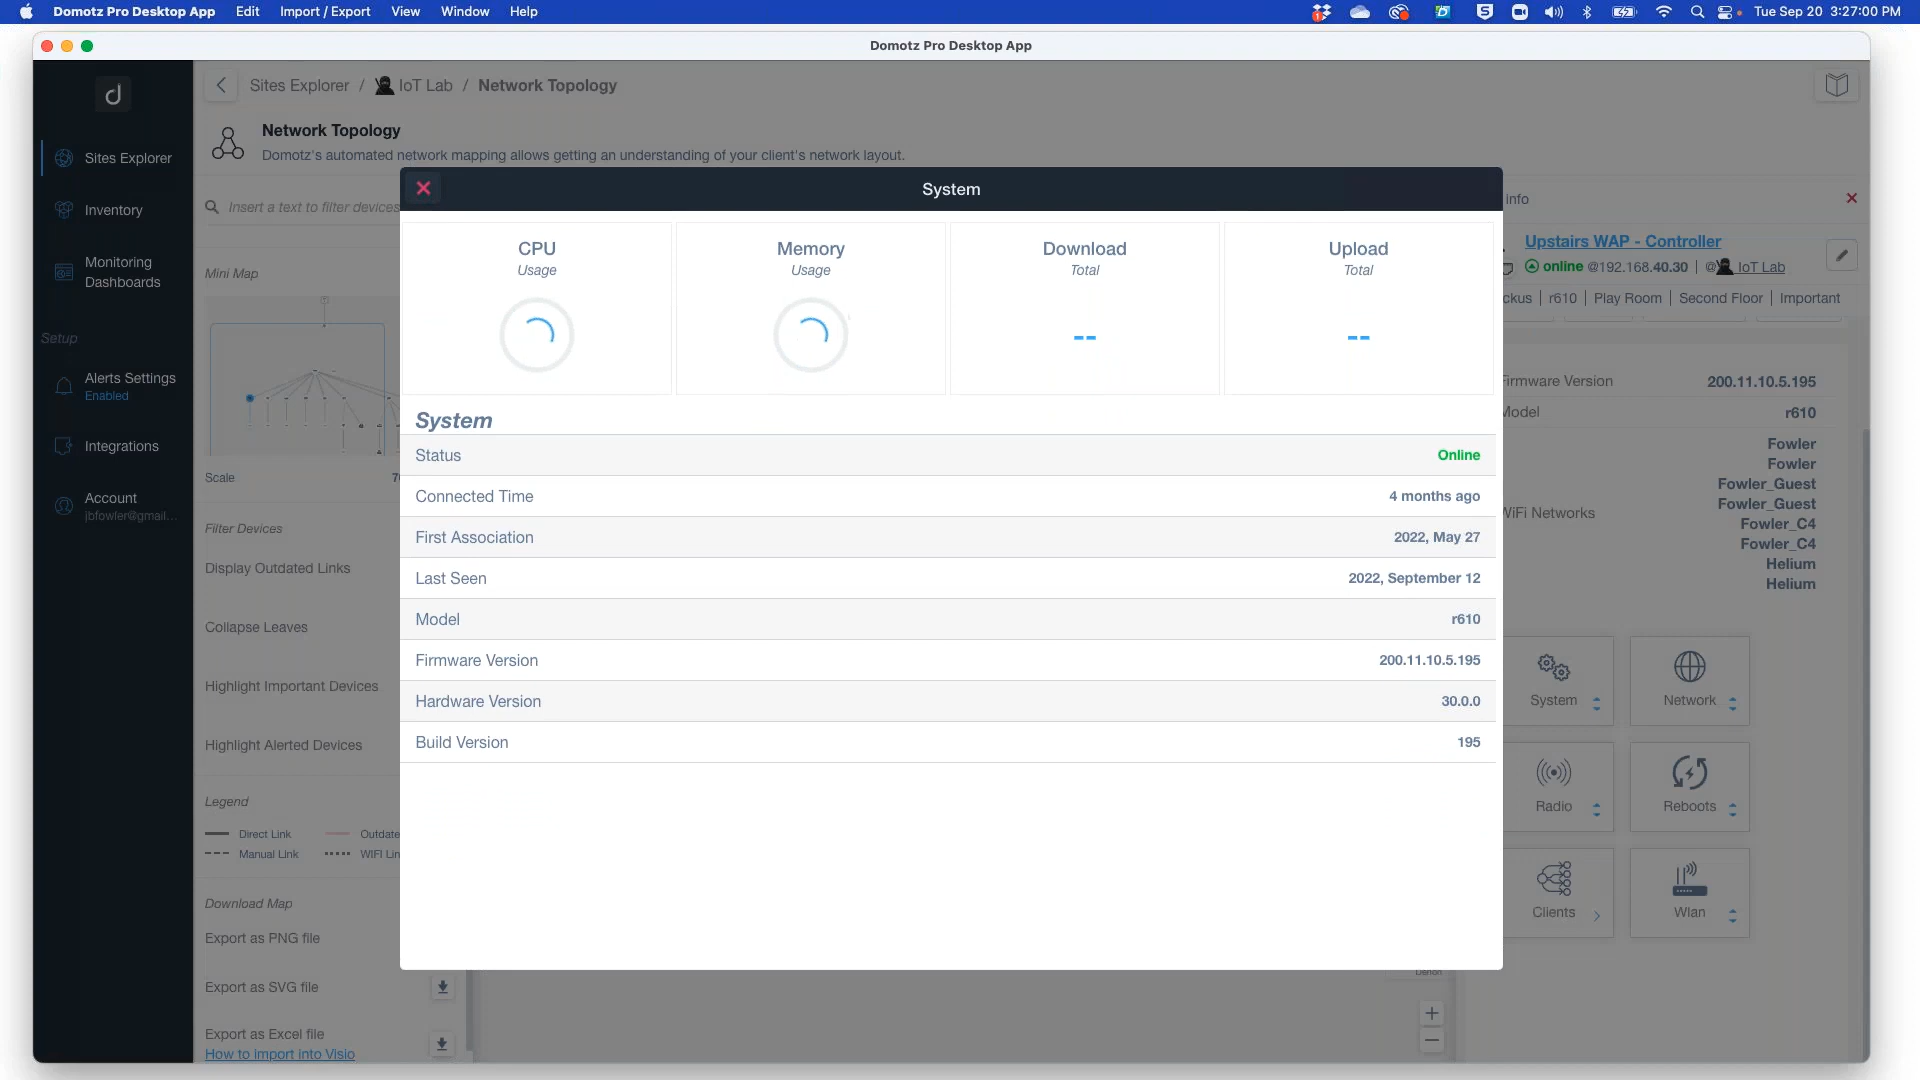 Domotz Pro Desktop App Edit Import / Export View Window Help
Tue Sep 20 3:27:00 PM
Domotz Pro Desktop App
Sites Explorer / IoT Lab / Network Topology
Network Topology
Domotz's automated network mapping allows getting an understanding of your client's network layout.
Sites Explorer
Inventory
Monitoring
Dashboards
Setup
Alerts Settings
Enabled
Integrations
Account
jbfowler@gmail...
Insert a text to filter devices
Mini Map
Scale
Filter Devices
Display Outdated Links
Collapse Leaves
Highlight Important Devices
Highlight Alerted Devices
Legend
Direct Link
Manual Link
Download Map
Export as PNG file
Export as SVG file
Export as Excel file
How to import into Visio
System
CPU
Usage
Memory
Usage
Download
Total
--
Upload
Total
--
System
Status Online
Connected Time 4 months ago
First Association 2022, May 27
Last Seen 2022, September 12
Model r610
Firmware Version 200.11.10.5.195
Hardware Version 30.0.0
Build Version 195
info
Upstairs WAP - Controller
online @192.168.40.30 | @ IoT Lab
ckus | r610 | Play Room | Second Floor | Important
Firmware Version 200.11.10.5.195
Model r610
WiFi Networks
Fowler
Fowler
Fowler_Guest
Fowler_Guest
Fowler_C4
Fowler_C4
Helium
Helium
System
Network
Radio
Reboots
Clients
Wlan